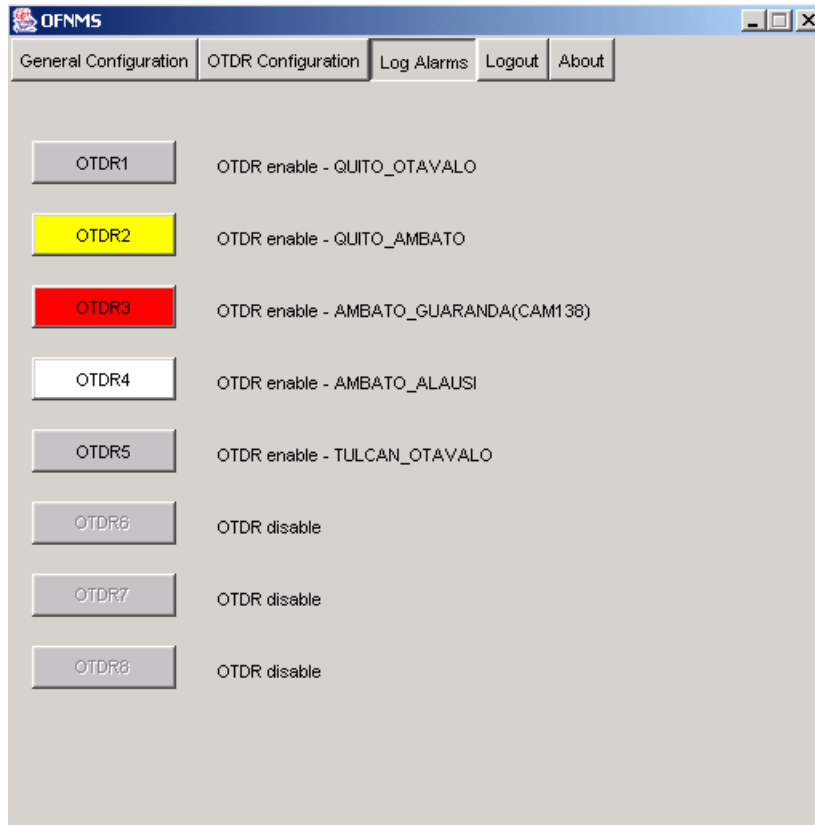 OFNMS
General Configuration OTDR Configuration Log Alarms Logout About
OTDR1 OTDR enable - QUITO_OTAVALO
OTDR2 OTDR enable - QUITO_AMBATO
OTDR3 OTDR enable - AMBATO_GUARANDA(CAM138)
OTDR4 OTDR enable - AMBATO_ALAUSI
OTDR5 OTDR enable - TULCAN_OTAVALO
OTDR6 OTDR disable
OTDR7 OTDR disable
OTDR8 OTDR disable